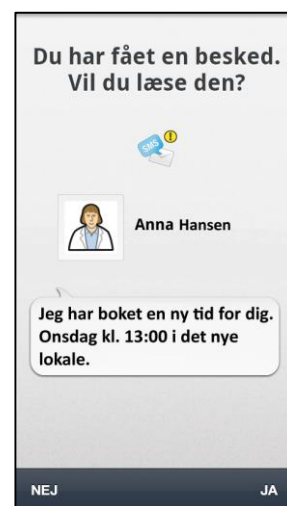 Du har fået en besked.
Vil du læse den?
SMS
Anna Hansen
Jeg har boket en ny tid for dig.
Onsdag kl. 13:00 i det nye
lokale.
NEJ JA